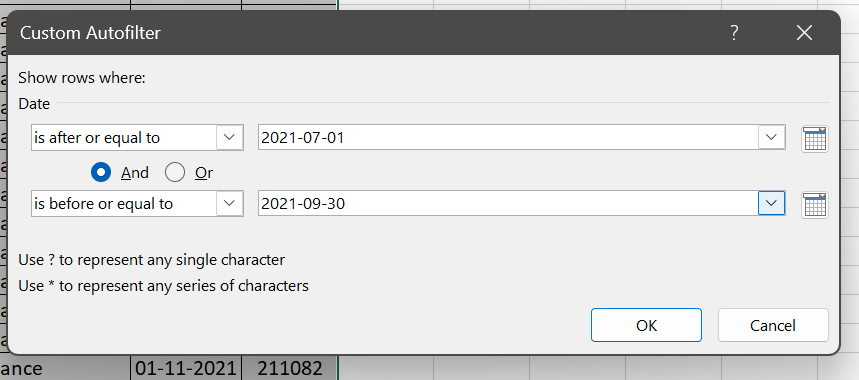 Custom Autofilter ?
Show rows where:
Date
is after or equal to 2021-07-01
And Or
is before or equal to 2021-09-30
Use ? to represent any single character
Use * to represent any series of characters
OK Cancel
ance 01-11-2021 211082